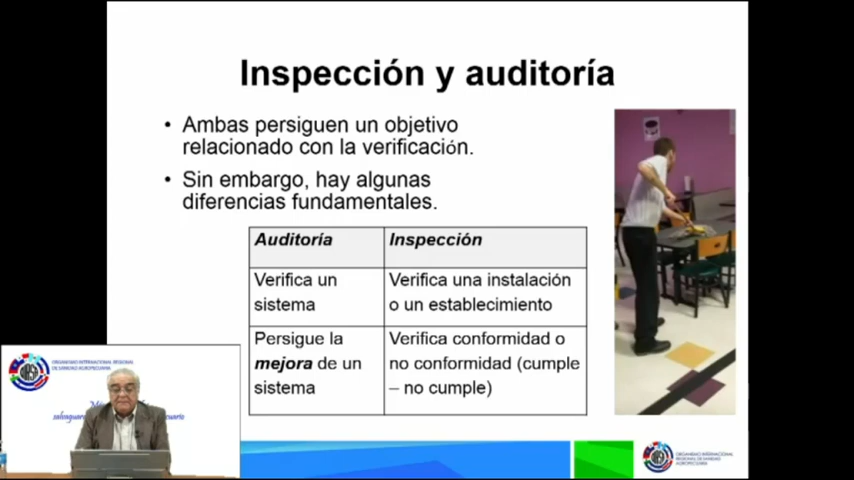 Inspección y auditoría
• Ambas persiguen un objetivo
relacionado con la verificación.
• Sin embargo, hay algunas
diferencias fundamentales.
Auditoría Inspección
Verifica un Verifica una instalación
sistema o un establecimiento
Persigue la Verifica conformidad o
mejora de un no conformidad (cumple
sistema – no cumple)
ORGANISMO INTERNACIONAL REGIONAL
DE SANIDAD AGROPECUARIA
OIRSA
ORGANISMO INTERNACIONAL
REGIONAL DE SANIDAD
AGROPECUARIA